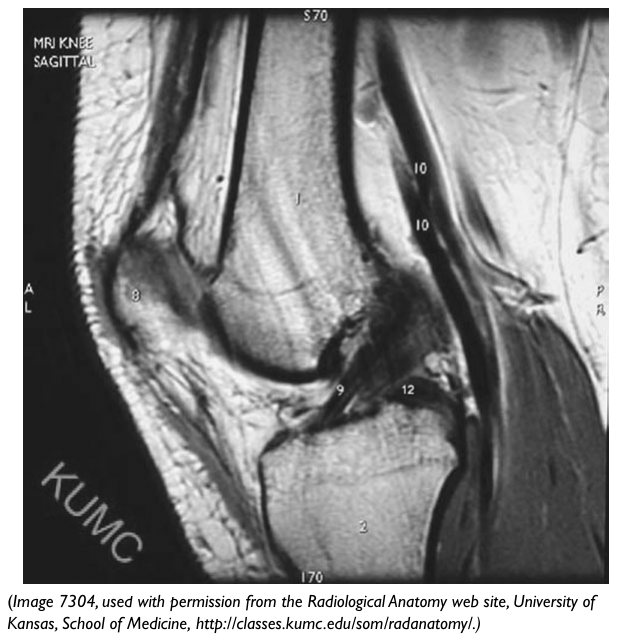 S70
MRI KNEE
SAGITTAL
10
1
10
8
A
L
P
R
9
12
KUMC
2
I70
(Image 7304, used with permission from the Radiological Anatomy web site, University of
Kansas, School of Medicine, http://classes.kumc.edu/som/radanatomy/.)